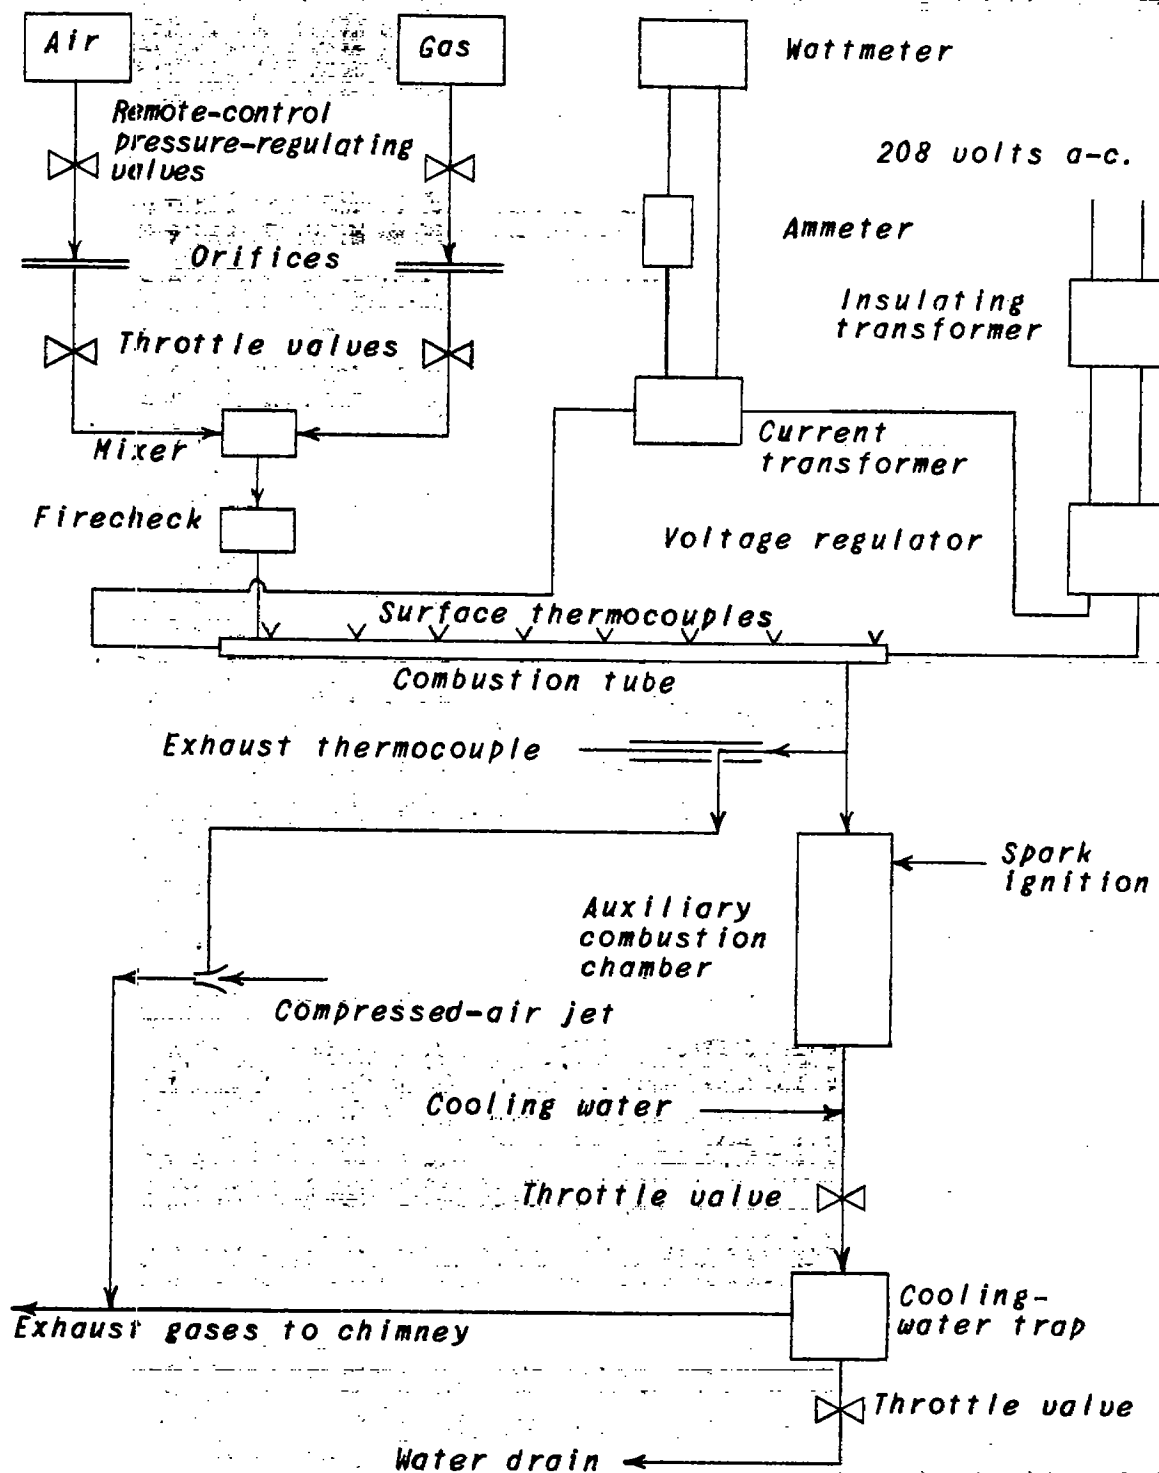 Air
Gas
Wattmeter
Remote-control
pressure-regulating
valves
208 volts a-c.
Ammeter
Orifices
Insulating
transformer
Throttle valves
Current
transformer
Mixer
Firecheck
Voltage regulator
Surface thermocouples
Combustion tube
Exhaust thermocouple
Spark
ignition
Auxiliary
combustion
chamber
Compressed-air jet
Cooling water
Throttle valve
Cooling-
water trap
Exhaust gases to chimney
Throttle valve
Water drain